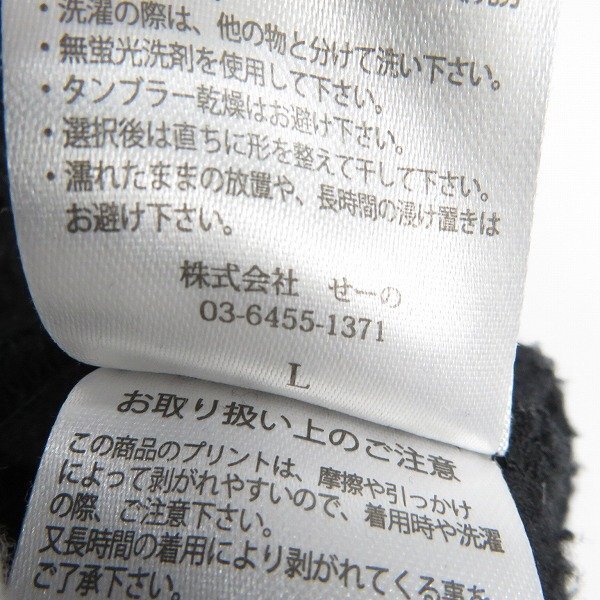 ・洗濯の際は、他の物と分けて洗い下さい。
・無蛍光洗剤を使用して下さい。
・タンブラー乾燥はお避け下さい。
・選択後は直ちに形を整えて干して下さい。
・濡れたままの放置や、長時間の浸け置きは
お避け下さい。
株式会社 せーの
03-6455-1371
L
お取り扱い上のご注意
この商品のプリントは、摩擦や引っかけ
によって剥がれやすいので、着用時や洗濯
の際、ご注意下さい。
又長時間の着用により剥がれてくる事を
ご了承下さい。